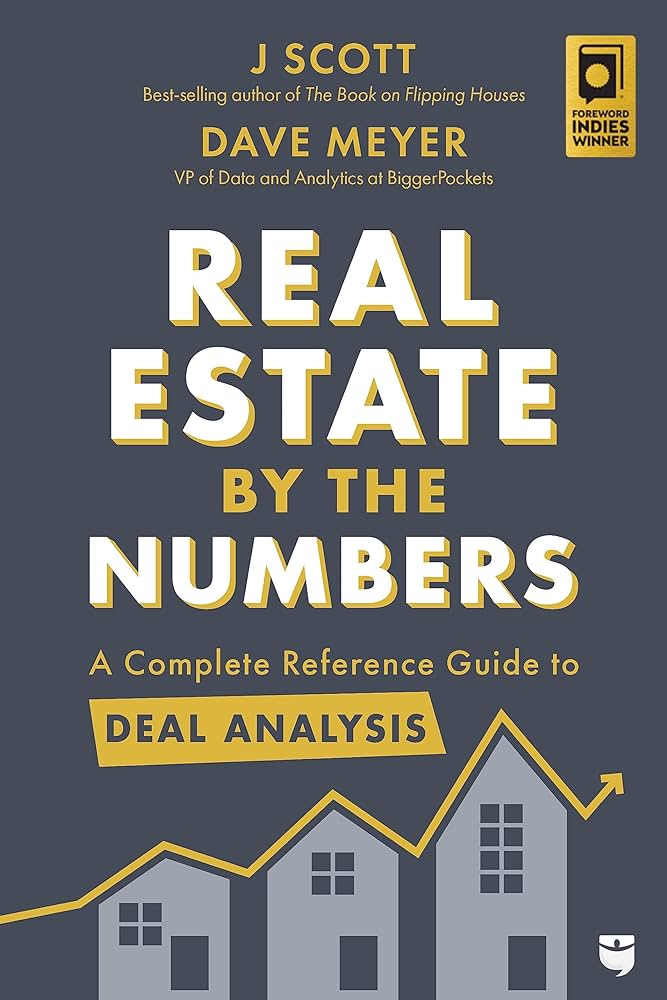 J SCOTT
Best-selling author of The Book on Flipping Houses
DAVE MEYER
VP of Data and Analytics at BiggerPockets
FOREWORD
INDIES
WINNER
REAL
ESTATE
BY THE
NUMBERS
A Complete Reference Guide to
DEAL ANALYSIS